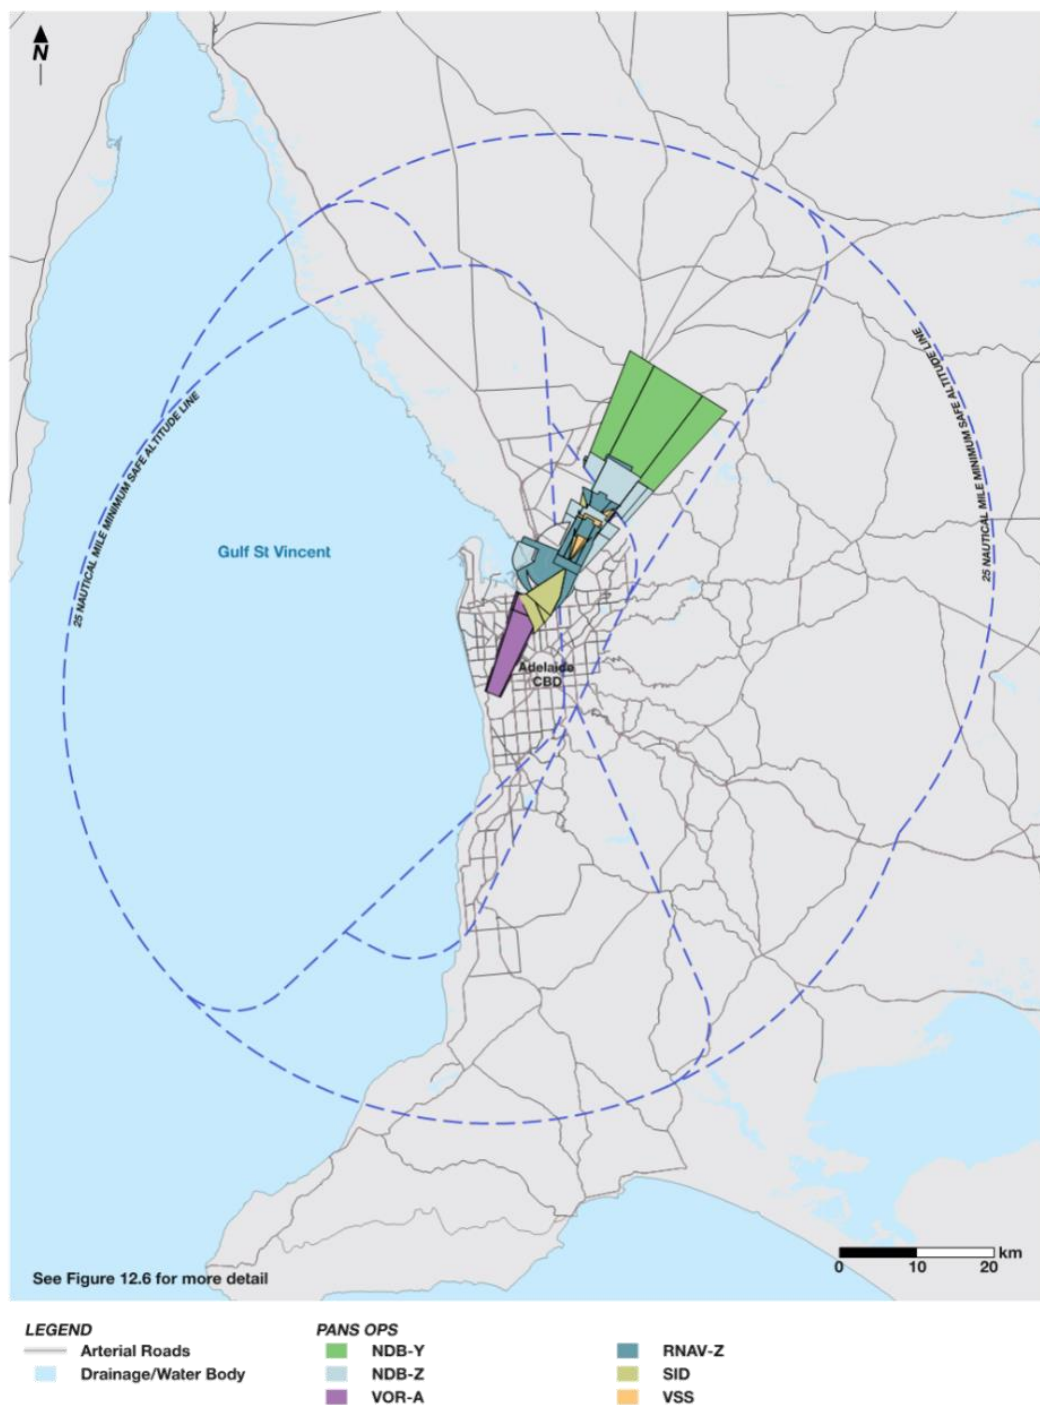 N
25 NAUTICAL MILE MINIMUM SAFE ALTITUDE LINE
25 NAUTICAL MILE MINIMUM SAFE ALTITUDE LINE
Gulf St Vincent
Adelaide
CBD
km
0 10 20
See Figure 12.6 for more detail
LEGEND
Arterial Roads
Drainage/Water Body
PANS OPS
NDB-Y
NDB-Z
VOR-A
RNAV-Z
SID
VSS